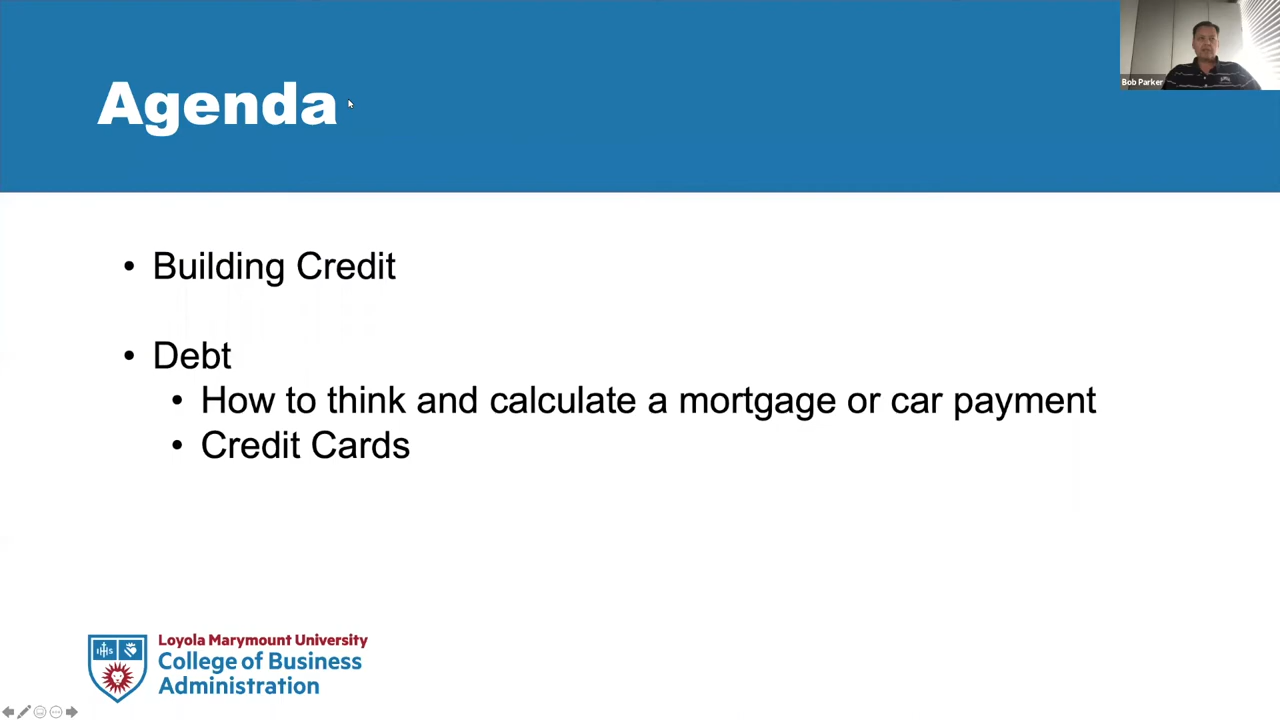 Agenda
Bob Parker
• Building Credit
• Debt
• How to think and calculate a mortgage or car payment
• Credit Cards
IHS
Loyola Marymount University
College of Business
Administration